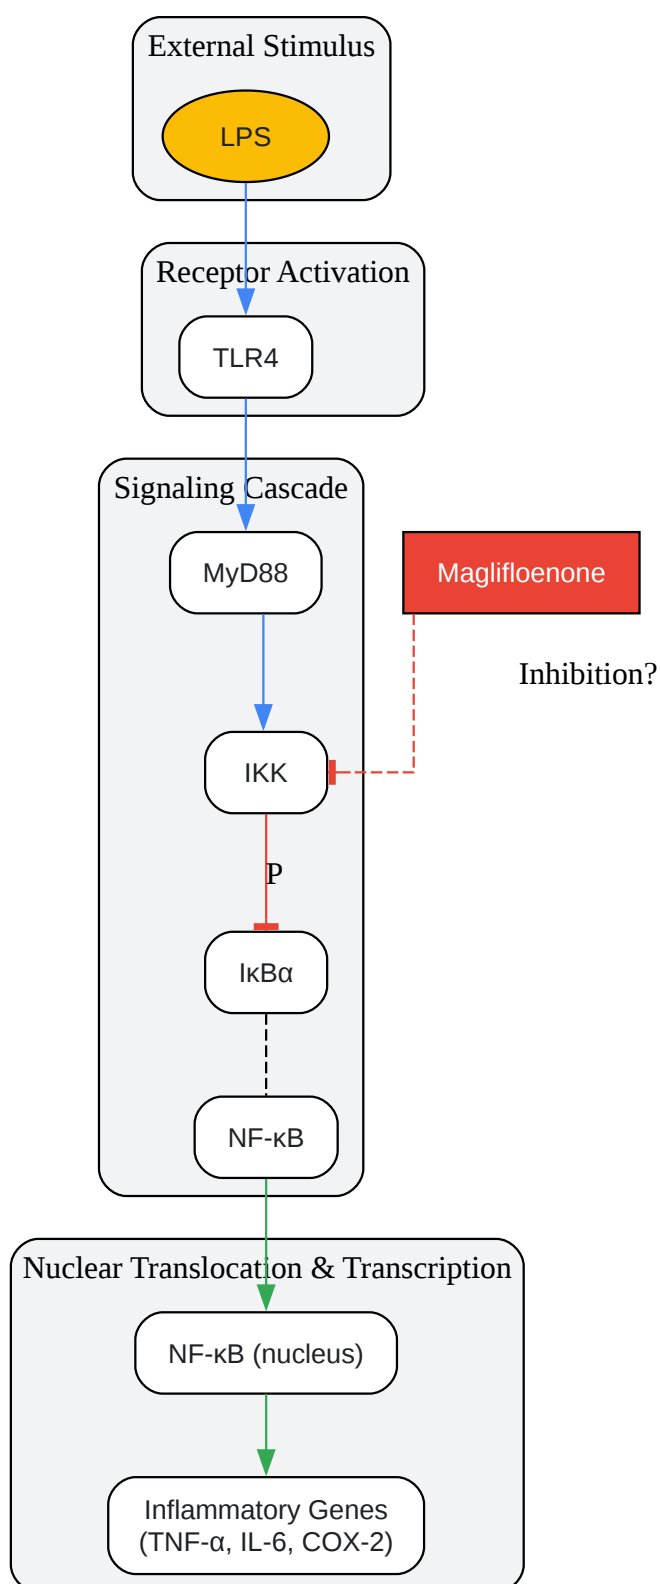 External Stimulus
LPS
Receptor Activation
TLR4
Signaling Cascade
MyD88
Maglifloenone
Inhibition?
IKK
P
IκBα
NF-κB
Nuclear Translocation & Transcription
NF-κB (nucleus)
Inflammatory Genes
(TNF-α, IL-6, COX-2)